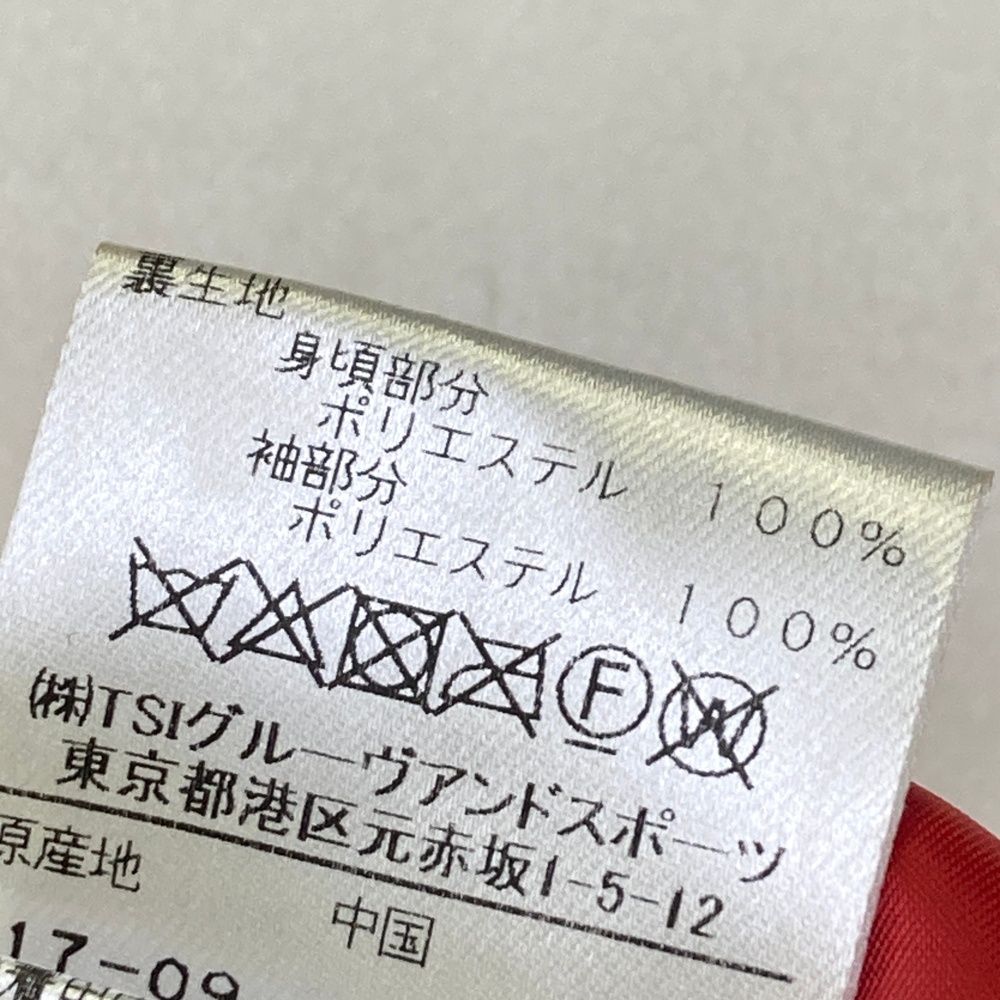 裏生地
身頃部分
ポリエステル 100%
袖部分
ポリエステル 100%
F W
(株)TSIグルーヴアンドスポーツ
東京都港区元赤坂1-5-12
原産地
中国
17-09